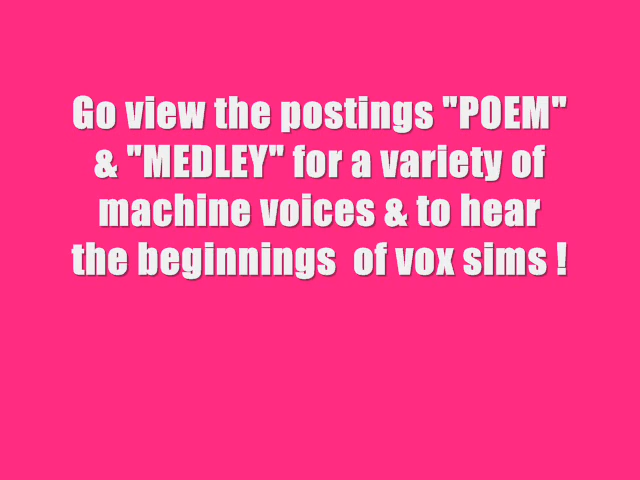 Go view the postings "POEM"
& "MEDLEY" for a variety of
machine voices & to hear
the beginnings  of vox sims !